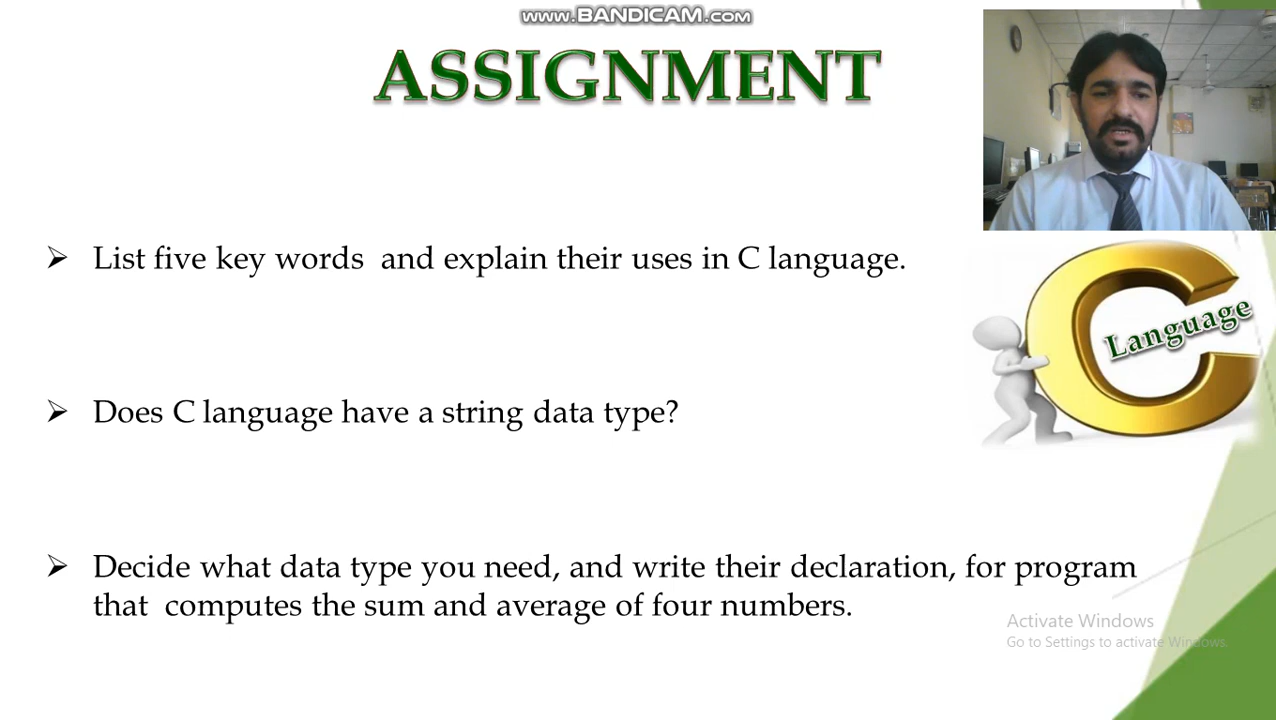 www.BANDICAM.com
ASSIGNMENT
➢ List five key words and explain their uses in C language.
Language
➢ Does C language have a string data type?
➢ Decide what data type you need, and write their declaration, for program
that computes the sum and average of four numbers.
Activate Windows
Go to Settings to activate Windows.